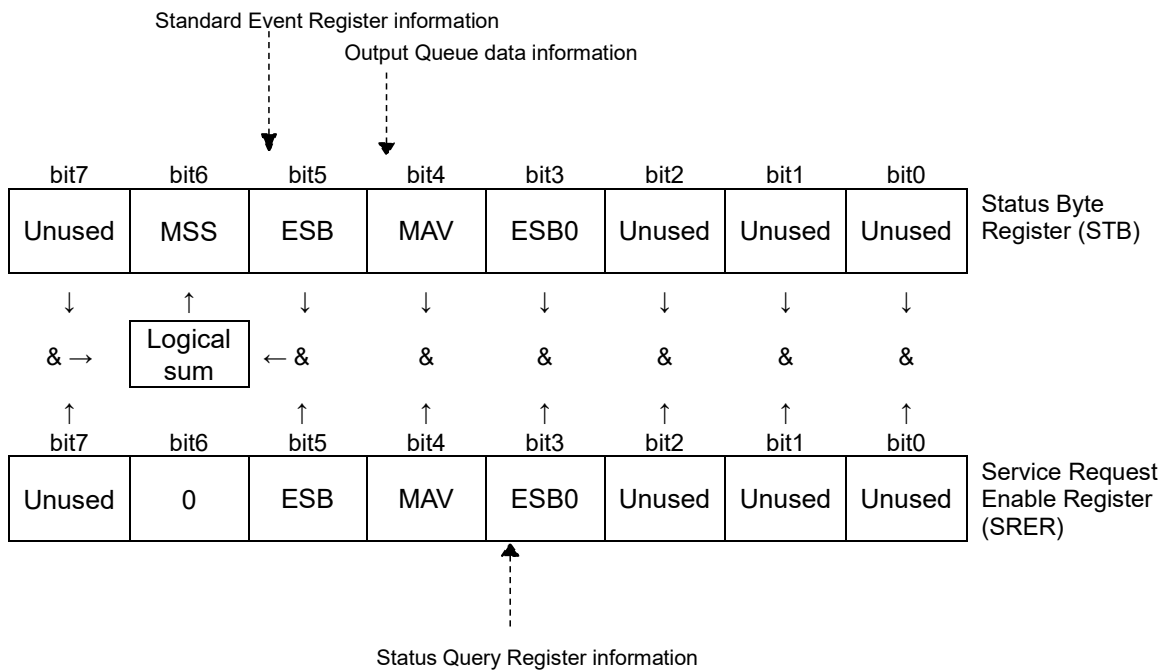 Standard Event Register information
Output Queue data information
bit7 bit6 bit5 bit4 bit3 bit2 bit1 bit0
Unused MSS ESB MAV ESB0 Unused Unused Unused
Status Byte
Register (STB)
↓ ↑ ↓ ↓ ↓ ↓ ↓ ↓
& → Logical sum ← & & & & & &
↑ ↑ ↑ ↑ ↑ ↑ ↑
bit7 bit6 bit5 bit4 bit3 bit2 bit1 bit0
Unused 0 ESB MAV ESB0 Unused Unused Unused
Service Request
Enable Register
(SRER)
Status Query Register information